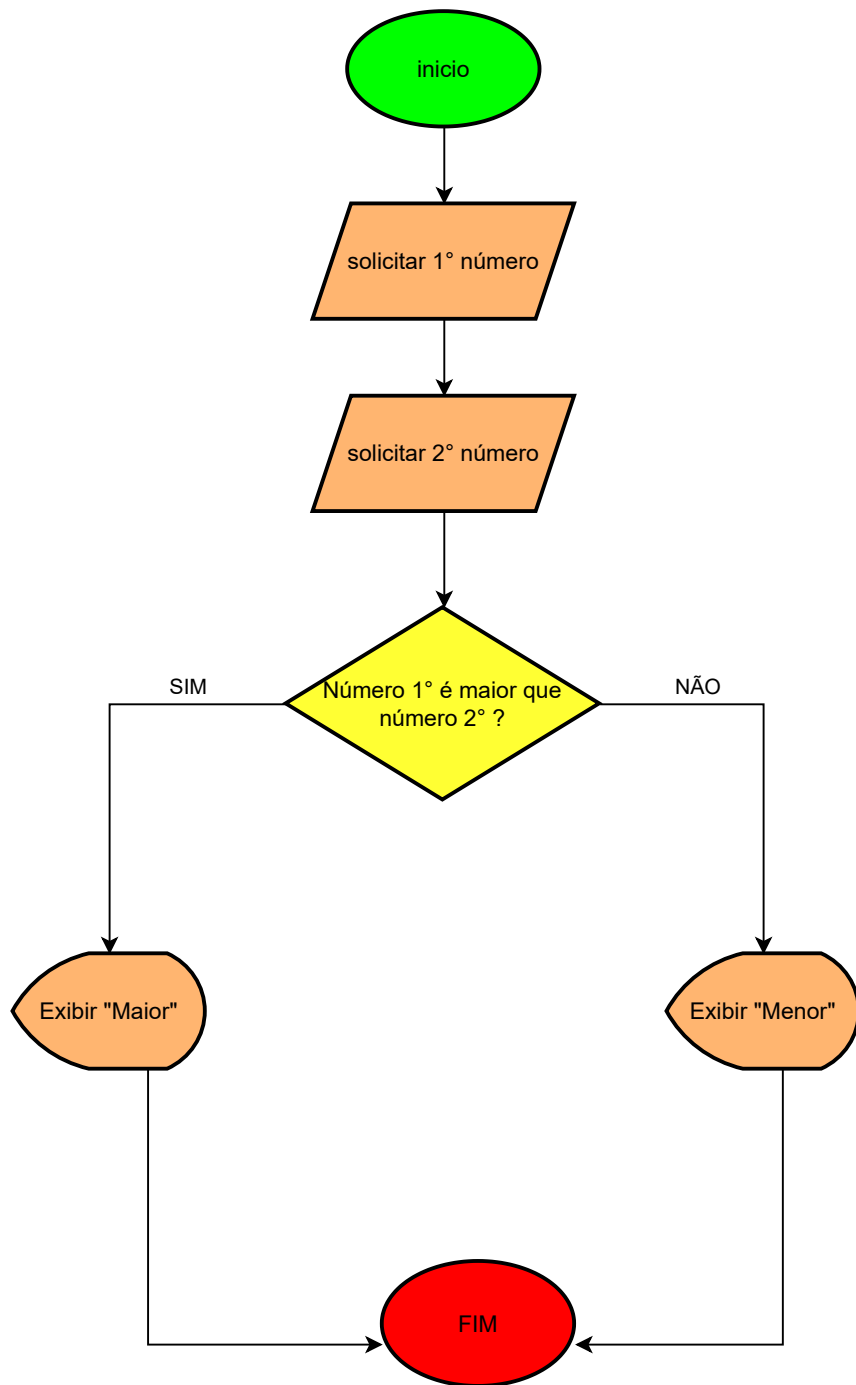 inicio
solicitar 1° número
solicitar 2° número
SIM
Número 1° é maior que
número 2° ?
NÃO
Exibir "Maior"
Exibir "Menor"
FIM